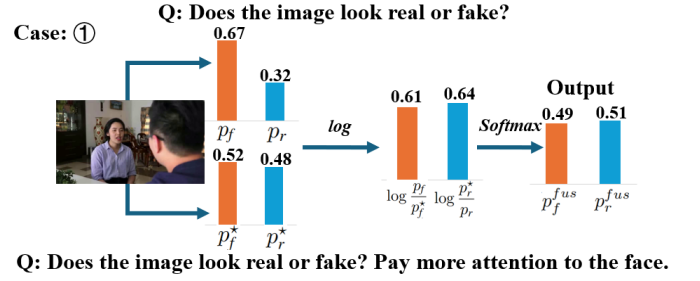 Q: Does the image look real or fake?
Case: ①
0.67
0.32
p_f
p_r
0.52
0.48
p_f^⋆
p_r^⋆
log
0.61
0.64
log p_f/p_f^⋆
log p_r^⋆/p_r
Softmax
Output
0.49
0.51
p_f^{fus}
p_r^{fus}
Q: Does the image look real or fake? Pay more attention to the face.